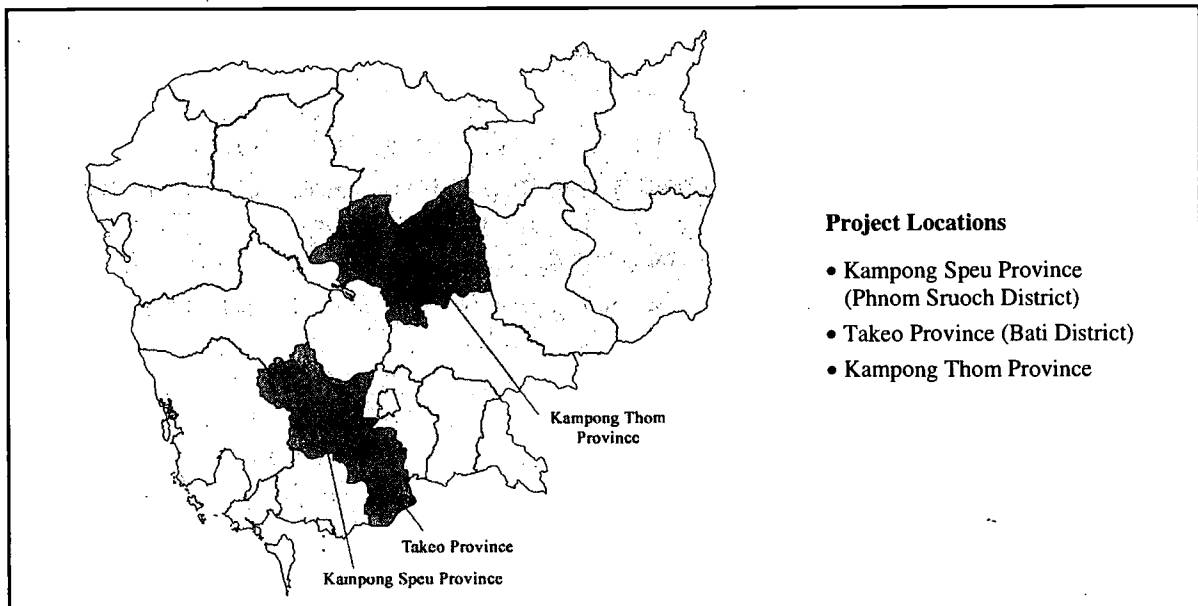 Project Locations
• Kampong Speu Province
(Phnom Sruoch District)
• Takeo Province (Bati District)
• Kampong Thom Province
Kampong Thom
Province
Takeo Province
Kampong Speu Province